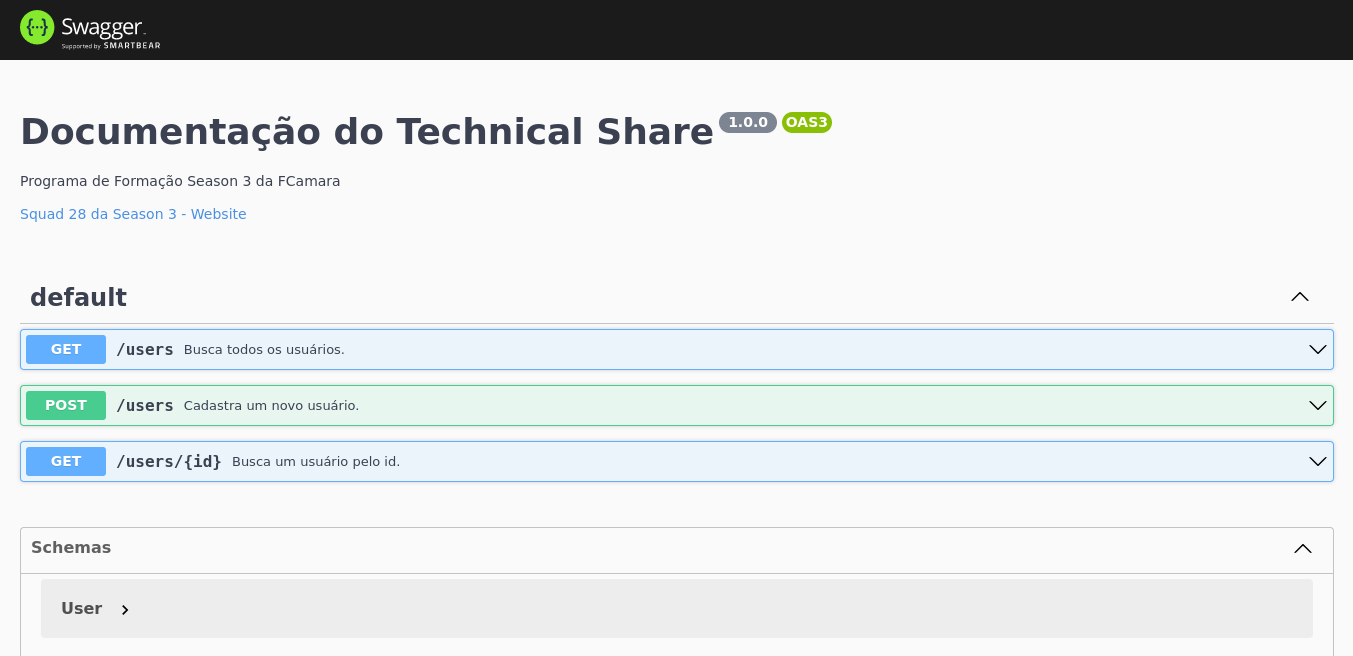 {···} Swagger.
Supported by SMARTBEAR
Documentação do Technical Share 1.0.0 OAS3
Programa de Formação Season 3 da FCamara
Squad 28 da Season 3 - Website
default
GET /users Busca todos os usuários.
POST /users Cadastra um novo usuário.
GET /users/{id} Busca um usuário pelo id.
Schemas
User